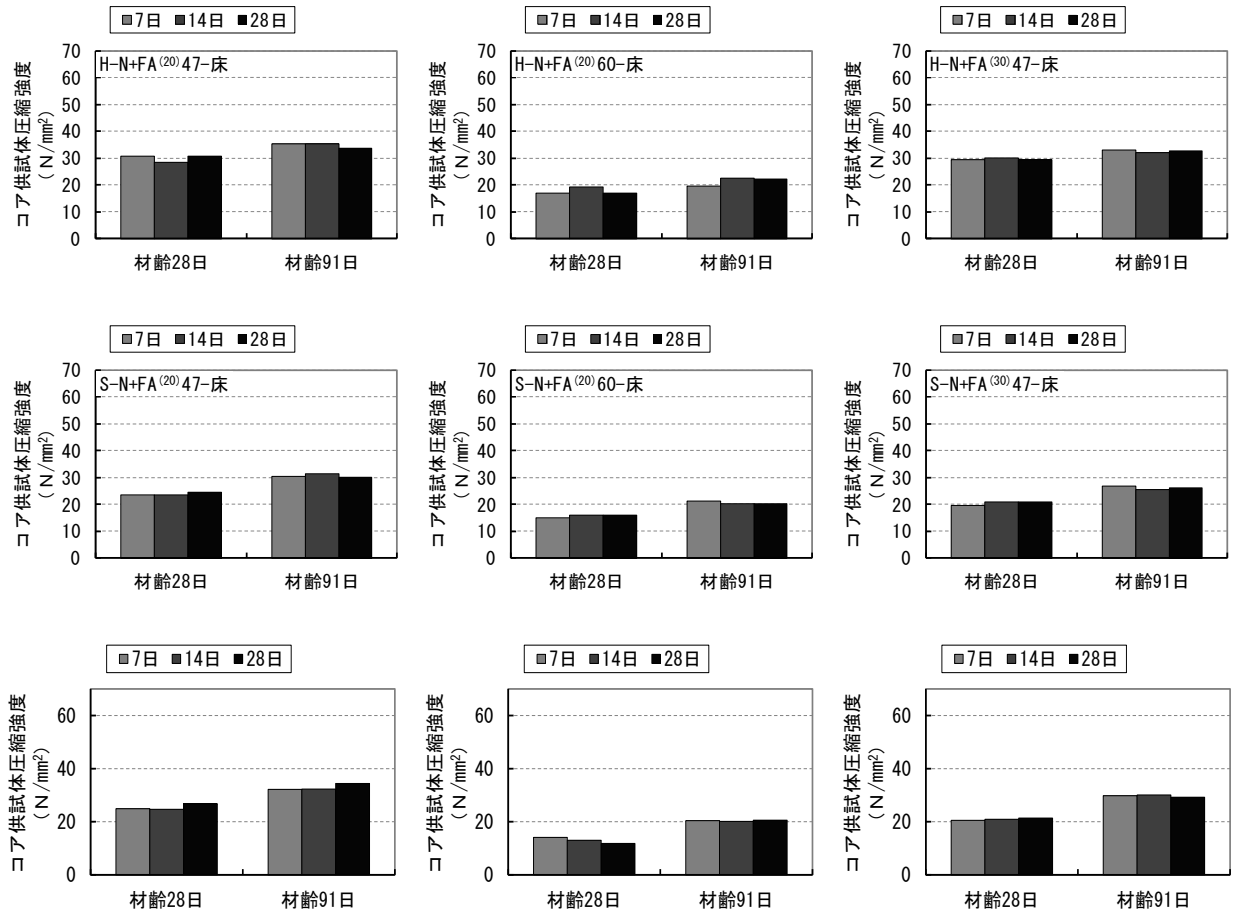 ■7日 ■14日 ■28日
コア供試体圧縮強度
(N/㎜²)
70
60
50
40
30
20
10
0
H-N+FA⁽²⁰⁾47-床
材齢28日 材齢91日
■7日 ■14日 ■28日
コア供試体圧縮強度
(N/㎜²)
70
60
50
40
30
20
10
0
H-N+FA⁽²⁰⁾60-床
材齢28日 材齢91日
■7日 ■14日 ■28日
コア供試体圧縮強度
(N/㎜²)
70
60
50
40
30
20
10
0
H-N+FA⁽³⁰⁾47-床
材齢28日 材齢91日
■7日 ■14日 ■28日
コア供試体圧縮強度
(N/㎜²)
70
60
50
40
30
20
10
0
S-N+FA⁽²⁰⁾47-床
材齢28日 材齢91日
■7日 ■14日 ■28日
コア供試体圧縮強度
(N/㎜²)
70
60
50
40
30
20
10
0
S-N+FA⁽²⁰⁾60-床
材齢28日 材齢91日
■7日 ■14日 ■28日
コア供試体圧縮強度
(N/㎜²)
70
60
50
40
30
20
10
0
S-N+FA⁽³⁰⁾47-床
材齢28日 材齢91日
■7日 ■14日 ■28日
コア供試体圧縮強度
(N/㎜²)
60
40
20
0
材齢28日 材齢91日
■7日 ■14日 ■28日
コア供試体圧縮強度
(N/㎜²)
60
40
20
0
材齢28日 材齢91日
■7日 ■14日 ■28日
コア供試体圧縮強度
(N/㎜²)
60
40
20
0
材齢28日 材齢91日